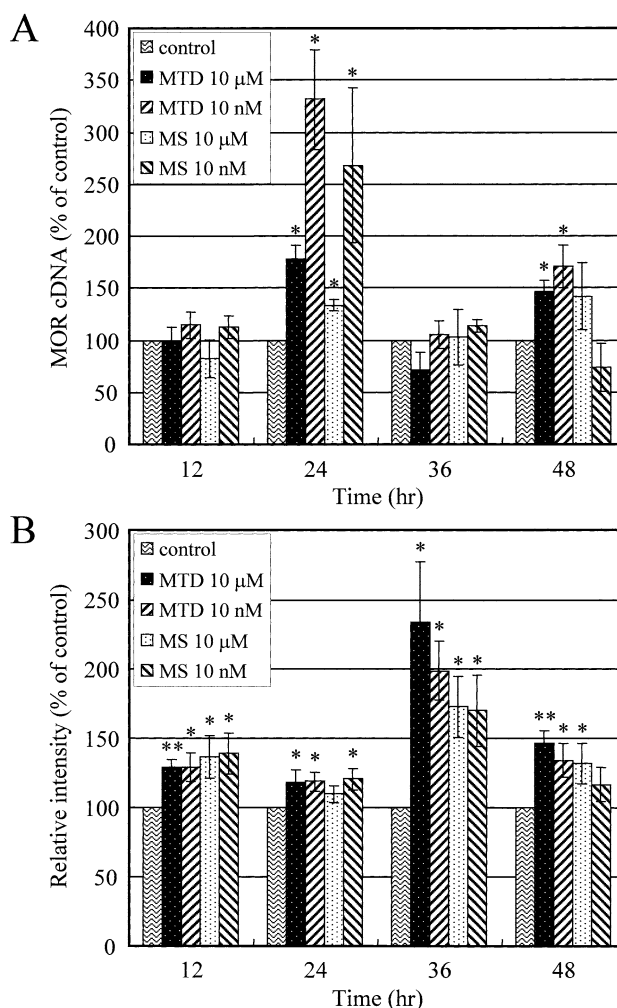 A
MOR cDNA (% of control)
400
350
300
250
200
150
100
50
0
control
MTD 10 μM
MTD 10 nM
MS 10 μM
MS 10 nM
* * * * * *
12 24 36 48
Time (hr)
B
Relative intensity (% of control)
300
250
200
150
100
50
0
control
MTD 10 μM
MTD 10 nM
MS 10 μM
MS 10 nM
** * * * * * * * * * * ** * *
12 24 36 48
Time (hr)